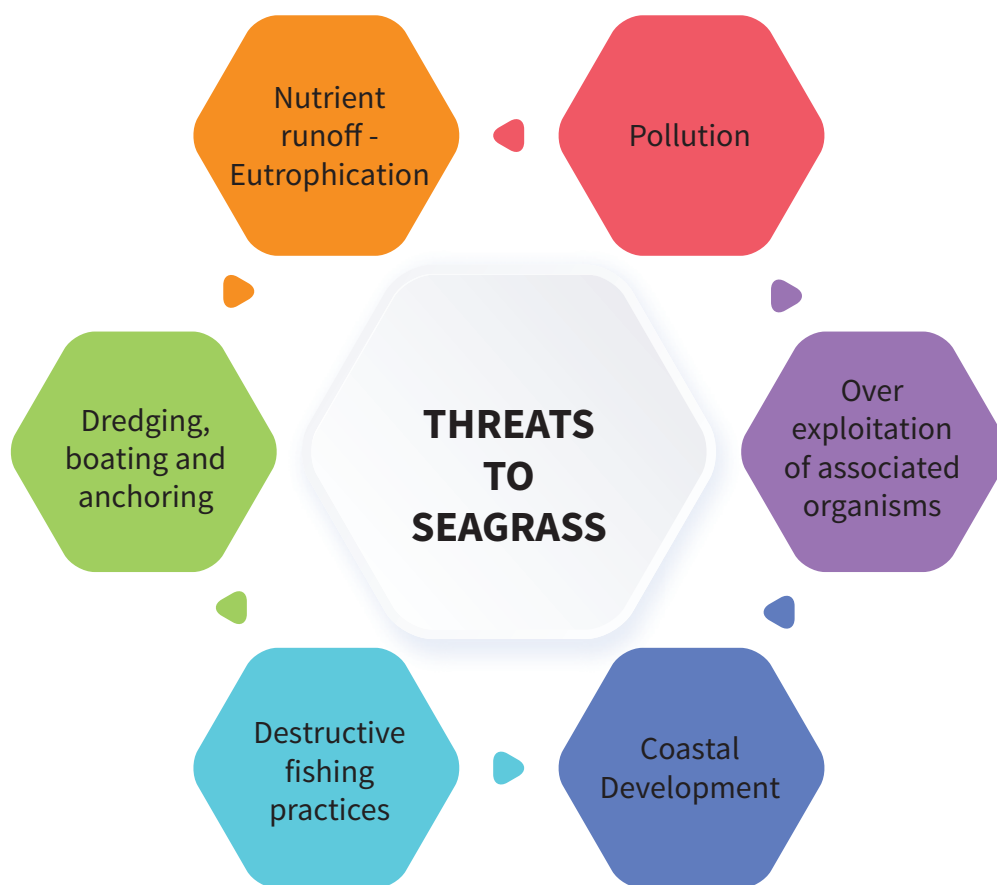 Nutrient
runoff -
Eutrophication
Pollution
Dredging,
boating and
anchoring
THREATS
TO
SEAGRASS
Over
exploitation
of associated
organisms
Destructive
fishing
practices
Coastal
Development